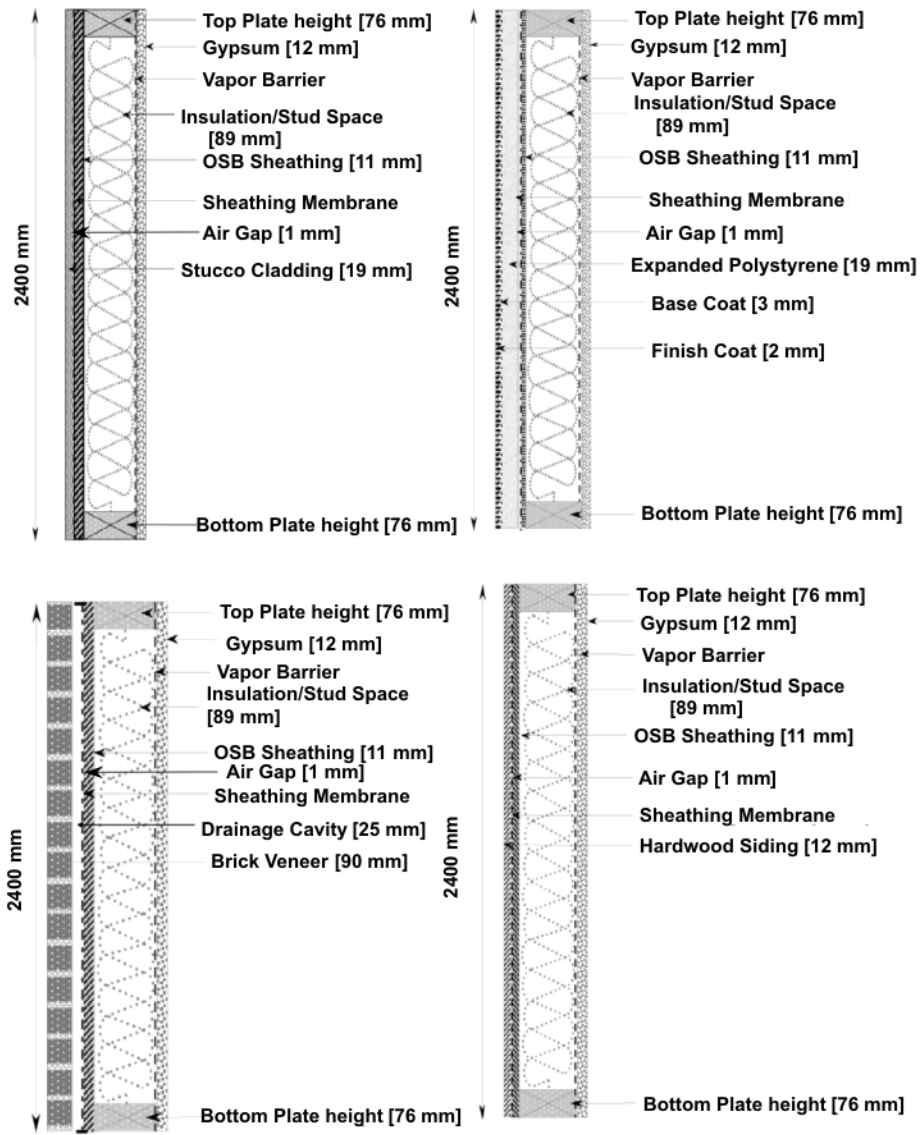 2400 mm
Top Plate height [76 mm]
Gypsum [12 mm]
Vapor Barrier
Insulation/Stud Space
[89 mm]
OSB Sheathing [11 mm]
Sheathing Membrane
Air Gap [1 mm]
Stucco Cladding [19 mm]
Bottom Plate height [76 mm]
2400 mm
Top Plate height [76 mm]
Gypsum [12 mm]
Vapor Barrier
Insulation/Stud Space
[89 mm]
OSB Sheathing [11 mm]
Sheathing Membrane
Air Gap [1 mm]
Expanded Polystyrene [19 mm]
Base Coat [3 mm]
Finish Coat [2 mm]
Bottom Plate height [76 mm]
2400 mm
Top Plate height [76 mm]
Gypsum [12 mm]
Vapor Barrier
Insulation/Stud Space
[89 mm]
OSB Sheathing [11 mm]
Air Gap [1 mm]
Sheathing Membrane
Drainage Cavity [25 mm]
Brick Veneer [90 mm]
Bottom Plate height [76 mm]
2400 mm
Top Plate height [76 mm]
Gypsum [12 mm]
Vapor Barrier
Insulation/Stud Space
[89 mm]
OSB Sheathing [11 mm]
Air Gap [1 mm]
Sheathing Membrane
Hardwood Siding [12 mm]
Bottom Plate height [76 mm]